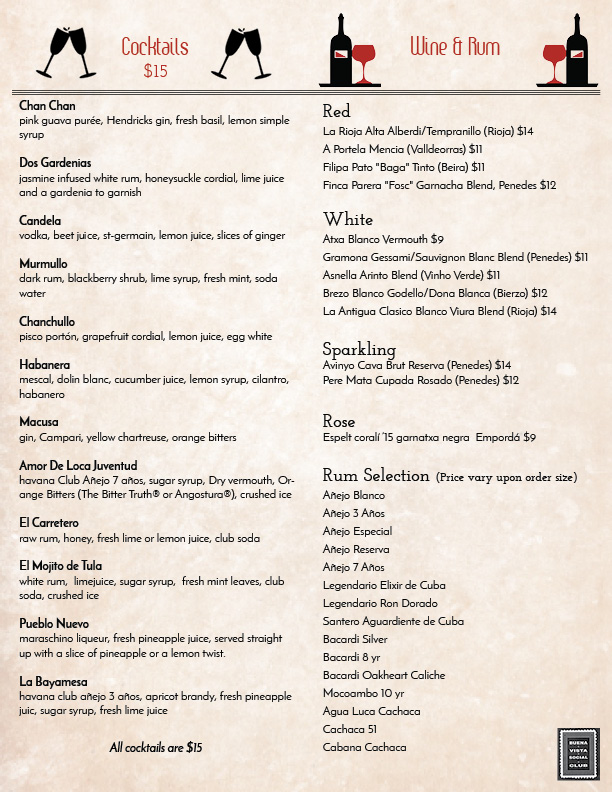 Cocktails
$15
Chan Chan
pink guava purée, Hendricks gin, fresh basil, lemon simple
syrup
Dos Gardenias
jasmine infused white rum, honeysuckle cordial, lime juice
and a gardenia to garnish
Candela
vodka, beet juice, st-germain, lemon juice, slices of ginger
Murmullo
dark rum, blackberry shrub, lime syrup, fresh mint, soda
water
Chanchullo
pisco portón, grapefruit cordial, lemon juice, egg white
Habanera
mescal, dolin blanc, cucumber juice, lemon syrup, cilantro,
habanero
Macusa
gin, Campari, yellow chartreuse, orange bitters
Amor De Loca Juventud
havana Club Añejo 7 años, sugar syrup, Dry vermouth, Or-
ange Bitters (The Bitter Truth® or Angostura®), crushed ice
El Carretero
raw rum, honey, fresh lime or lemon juice, club soda
El Mojito de Tula
white rum, limejuice, sugar syrup, fresh mint leaves, club
soda, crushed ice
Pueblo Nuevo
maraschino liqueur, fresh pineapple juice, served straight
up with a slice of pineapple or a lemon twist.
La Bayamesa
havana club añejo 3 años, apricot brandy, fresh pineapple
juic, sugar syrup, fresh lime juice
All cocktails are $15
Wine & Rum
Red
La Rioja Alta Alberdi/Tempranillo (Rioja) $14
A Portela Mencia (Valldeorras) $11
Filipa Pato "Baga" Tinto (Beira) $11
Finca Parera "Fosc" Garnacha Blend, Penedes $12
White
Atxa Blanco Vermouth $9
Gramona Gessami/Sauvignon Blanc Blend (Penedes) $11
Asnella Arinto Blend (Vinho Verde) $11
Brezo Blanco Godello/Dona Blanca (Bierzo) $12
La Antigua Clasico Blanco Viura Blend (Rioja) $14
Sparkling
Avinyo Cava Brut Reserva (Penedes) $14
Pere Mata Cupada Rosado (Penedes) $12
Rose
Espelt coralí ´15 garnatxa negra Empordá $9
Rum Selection (Price vary upon order size)
Añejo Blanco
Añejo 3 Años
Añejo Especial
Añejo Reserva
Añejo 7 Años
Legendario Elixir de Cuba
Legendario Ron Dorado
Santero Aguardiente de Cuba
Bacardi Silver
Bacardi 8 yr
Bacardi Oakheart Caliche
Mocoambo 10 yr
Agua Luca Cachaca
Cachaca 51
Cabana Cachaca
BUENA
VISTA
SOCIAL
CLUB